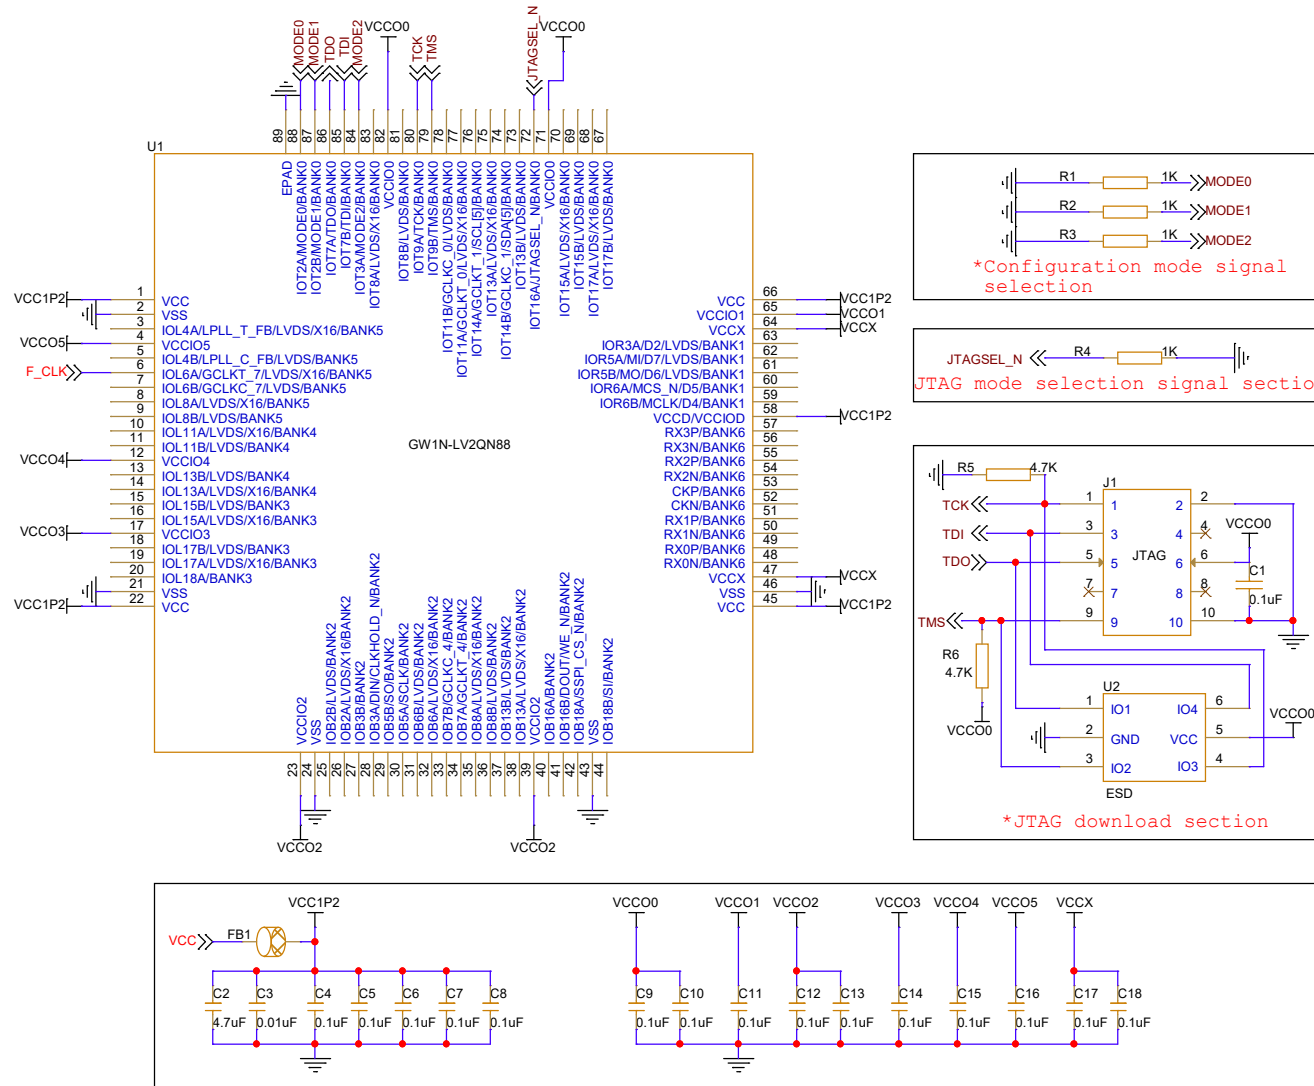 MODE0
MODE1
TDO
TDI
MODE2
VCCO0
TCK
TMS
JTAGSEL_N
VCCO0
89
88
87
86
85
84
83
82
81
80
79
78
77
76
75
74
73
72
71
70
69
68
67
U1
EPAD
IOT2A/MODE0/BANK0
IOT2B/MODE1/BANK0
IOT7A/TDO/BANK0
IOT7B/TDI/BANK0
IOT3A/MODE2/BANK0
IOT8A/LVDS/X16/BANK0
VCCIO0
IOT8B/LVDS/BANK0
IOT9A/TCK/BANK0
IOT9B/TMS/BANK0
IOT11B/GCLKC_0/LVDS/BANK0
IOT11A/GCLKT_0/LVDS/X16/BANK0
IOT14A/GCLKT_1/SCL[5]/BANK0
IOT13A/LVDS/X16/BANK0
IOT14B/GCLKC_1/SDA[5]/BANK0
IOT13B/LVDS/BANK0
IOT16A/JTAGSEL_N/BANK0
VCCIO0
IOT15A/LVDS/X16/BANK0
IOT15B/LVDS/BANK0
IOT17A/LVDS/X16/BANK0
IOT17B/LVDS/BANK0
VCC1P2 1 VCC
2 VSS
3 IOL4A/LPLL_T_FB/LVDS/X16/BANK5
VCCO5 4 VCCIO5
5 IOL4B/LPLL_C_FB/LVDS/BANK5
F_CLK 6 IOL6A/GCLKT_7/LVDS/X16/BANK5
7 IOL6B/GCLKC_7/LVDS/BANK5
8 IOL8A/LVDS/X16/BANK5
9 IOL8B/LVDS/BANK5
10 IOL11A/LVDS/X16/BANK4
11 IOL11B/LVDS/BANK4
VCCO4 12 VCCIO4
13 IOL13B/LVDS/BANK4
14 IOL13A/LVDS/X16/BANK4
15 IOL15B/LVDS/BANK3
16 IOL15A/LVDS/X16/BANK3
VCCO3 17 VCCIO3
18 IOL17B/LVDS/BANK3
19 IOL17A/LVDS/X16/BANK3
20 IOL18A/BANK3
21 VSS
VCC1P2 22 VCC
GW1N-LV2QN88
VCC 66 VCC1P2
VCCIO1 65 VCCO1
VCCX 64 VCCX
63
IOR3A/D2/LVDS/BANK1 62
IOR5A/MI/D7/LVDS/BANK1 61
IOR5B/MO/D6/LVDS/BANK1 60
IOR6A/MCS_N/D5/BANK1 59
IOR6B/MCLK/D4/BANK1
VCCD/VCCIOD 58 VCC1P2
RX3P/BANK6 57
RX3N/BANK6 56
RX2P/BANK6 55
RX2N/BANK6 54
CKP/BANK6 53
CKN/BANK6 52
RX1P/BANK6 51
RX1N/BANK6 50
RX0P/BANK6 49
RX0N/BANK6 48
VCCX 47 VCCX
VSS 46
VCC 45 VCC1P2
VCCIO2
VSS
IOB2B/LVDS/BANK2
IOB2A/LVDS/X16/BANK2
IOB3B/BANK2
IOB3A/DIN/CLKHOLD_N/BANK2
IOB5B/SO/BANK2
IOB5A/SCLK/BANK2
IOB6B/LVDS/BANK2
IOB6A/LVDS/X16/BANK2
IOB7B/GCLKC_4/BANK2
IOB7A/GCLKT_4/BANK2
IOB8A/LVDS/X16/BANK2
IOB8B/LVDS/BANK2
IOB13B/LVDS/BANK2
IOB13A/LVDS/X16/BANK2
VCCIO2
IOB16A/BANK2
IOB16B/DOUT/WE_N/BANK2
IOB18A/SSPI_CS_N/BANK2
VSS
IOB18B/SI/BANK2
23
24
25
26
27
28
29
30
31
32
33
34
35
36
37
38
39
40
41
42
43
44
VCCO2
VCCO2
R1 1K MODE0
R2 1K MODE1
R3 1K MODE2
*Configuration mode signal
selection
JTAGSEL_N R4 1K
JTAG mode selection signal sectio
R5 4.7K
J1
TCK 1 1 2 2
TDI 3 3 4 4 VCCO0
TDO 5 5 JTAG 6 6
7 7 8 8 C1
0.1uF
TMS 9 9 10 10
R6
4.7K
VCCO0
U2
1 IO1 IO4 6
2 GND VCC 5 VCCO0
3 IO2 IO3 4
ESD
*JTAG download section
VCC1P2 VCCO0 VCCO1 VCCO2 VCCO3 VCCO4 VCCO5 VCCX
VCC FB1
C2 C3 C4 C5 C6 C7 C8 C9 C10 C11 C12 C13 C14 C15 C16 C17 C18
4.7uF 0.01uF 0.1uF 0.1uF 0.1uF 0.1uF 0.1uF 0.1uF 0.1uF 0.1uF 0.1uF 0.1uF 0.1uF 0.1uF 0.1uF 0.1uF 0.1uF